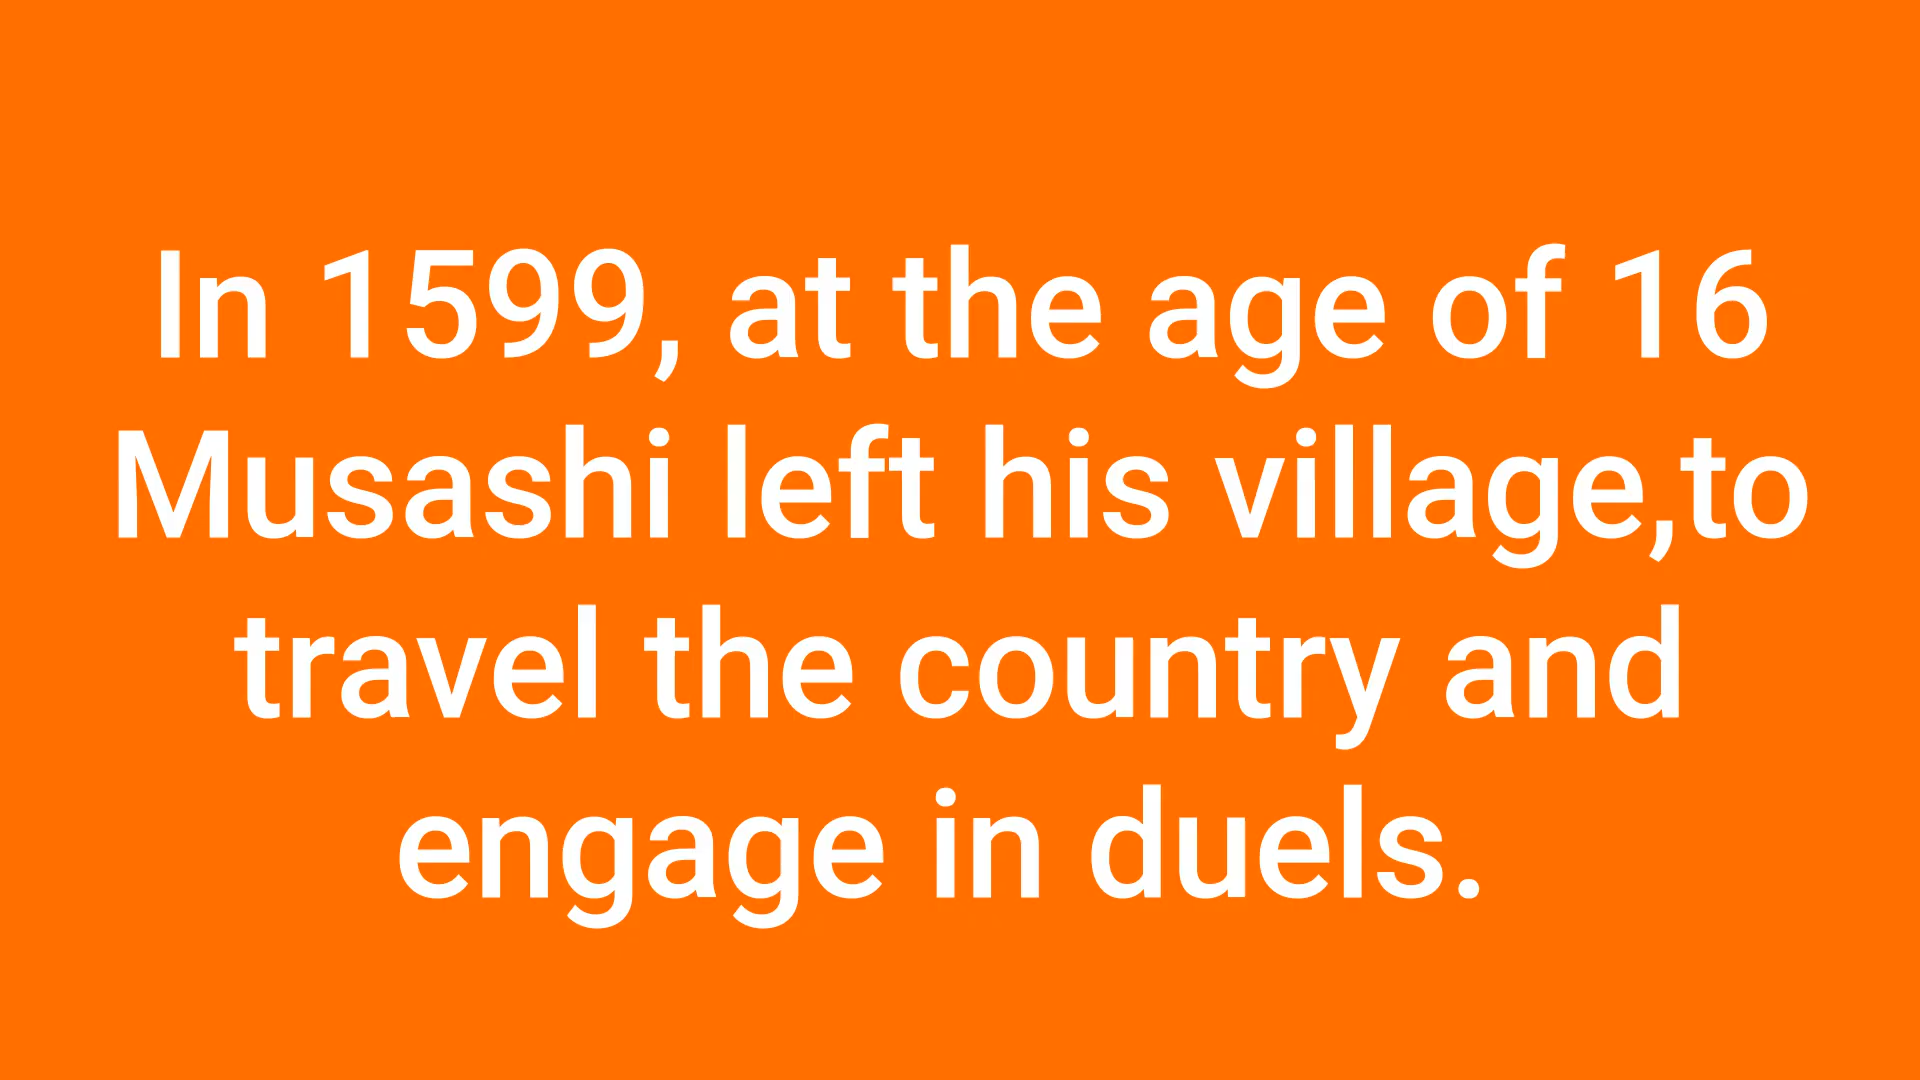 In 1599, at the age of 16
Musashi left his village,to
travel the country and
engage in duels.